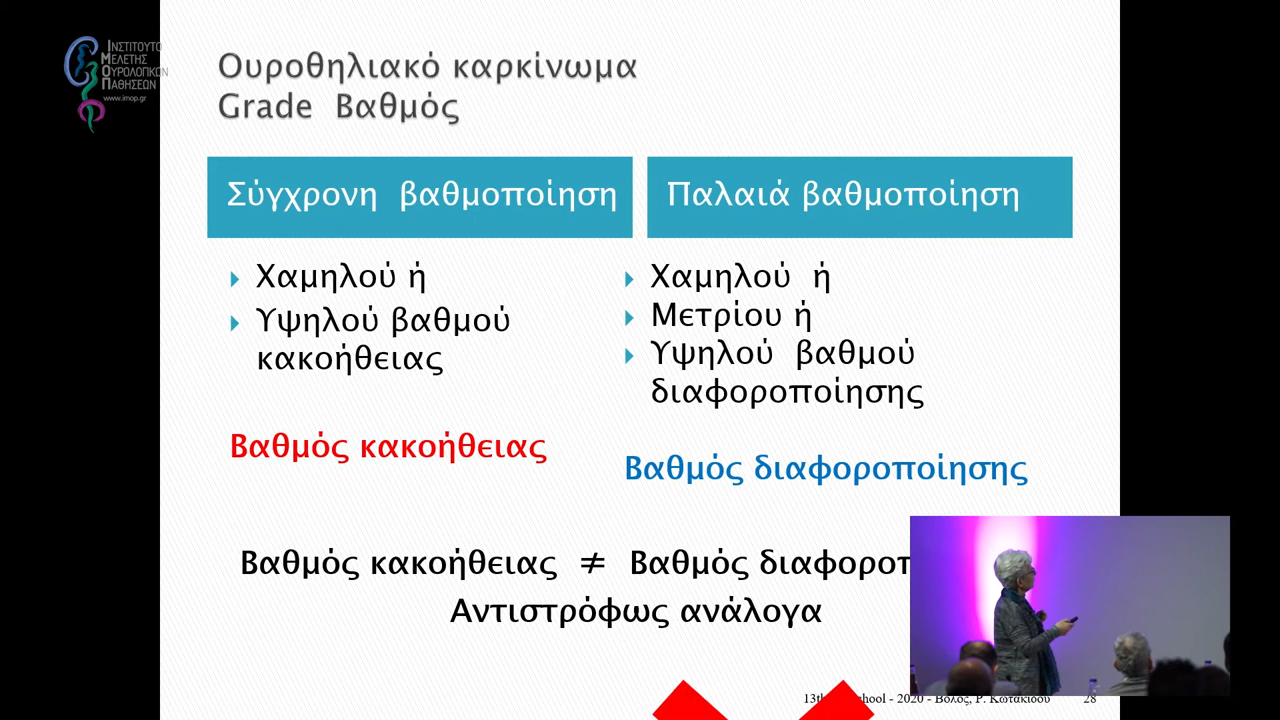 ΙΝΣΤΙΤΟΥΤΟ
ΜΕΛΕΤΗΣ
ΟΥΡΟΛΟΓΙΚΩΝ
ΠΑΘΗΣΕΩΝ
www.imop.gr
Ουροθηλιακό καρκίνωμα
Grade Βαθμός
Σύγχρονη βαθμοποίηση
Χαμηλού ή
Υψηλού βαθμού
κακοήθειας
Βαθμός κακοήθειας
Παλαιά βαθμοποίηση
Χαμηλού ή
Μετρίου ή
Υψηλού βαθμού
διαφοροποίησης
Βαθμός διαφοροποίησης
Βαθμός κακοήθειας ≠ Βαθμός
Αντιστρόφως ανάλογα
13th - 2020 - Βόλος, Ρ. Κωτακίδου 28